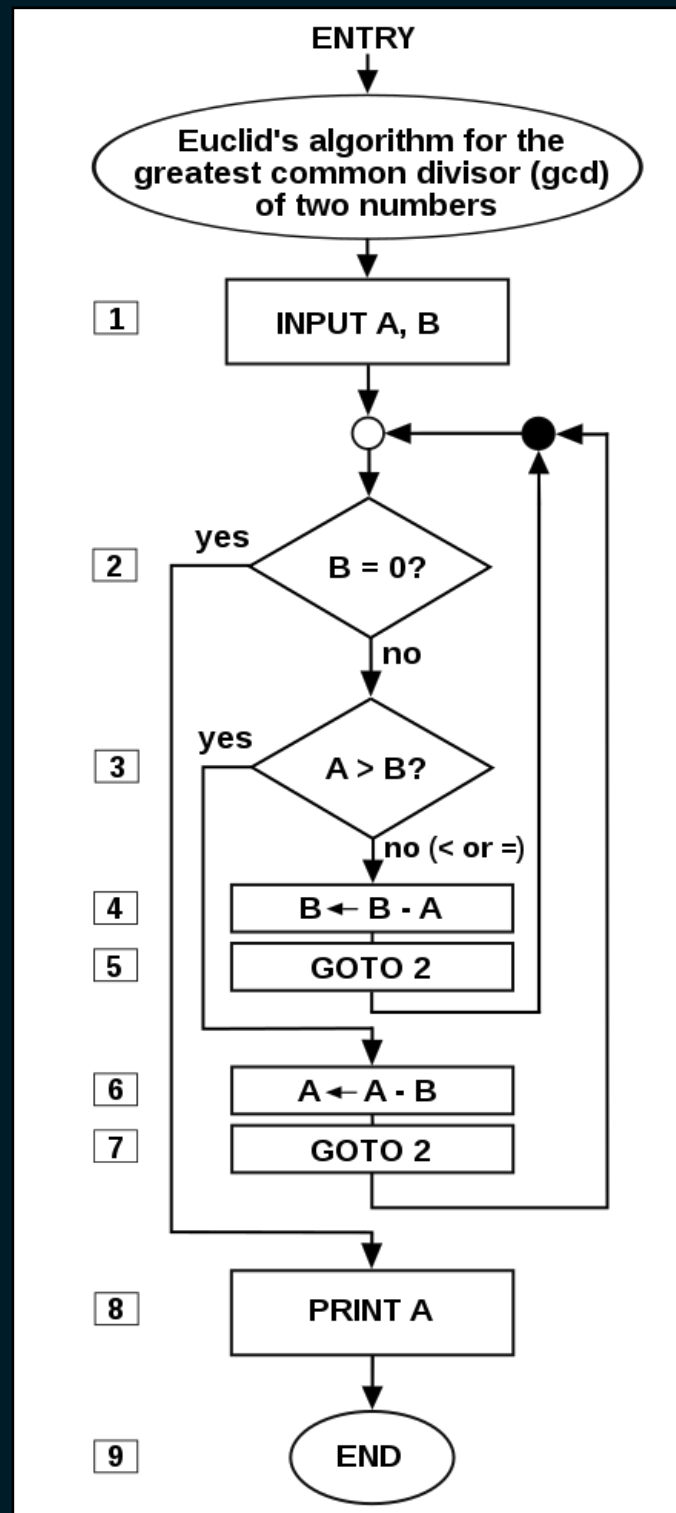 ENTRY
Euclid's algorithm for the
greatest common divisor (gcd)
of two numbers
1
INPUT A, B
yes
2
B = 0?
no
yes
3
A > B?
no (< or =)
4
B ← B - A
5
GOTO 2
6
A ← A - B
7
GOTO 2
8
PRINT A
9
END